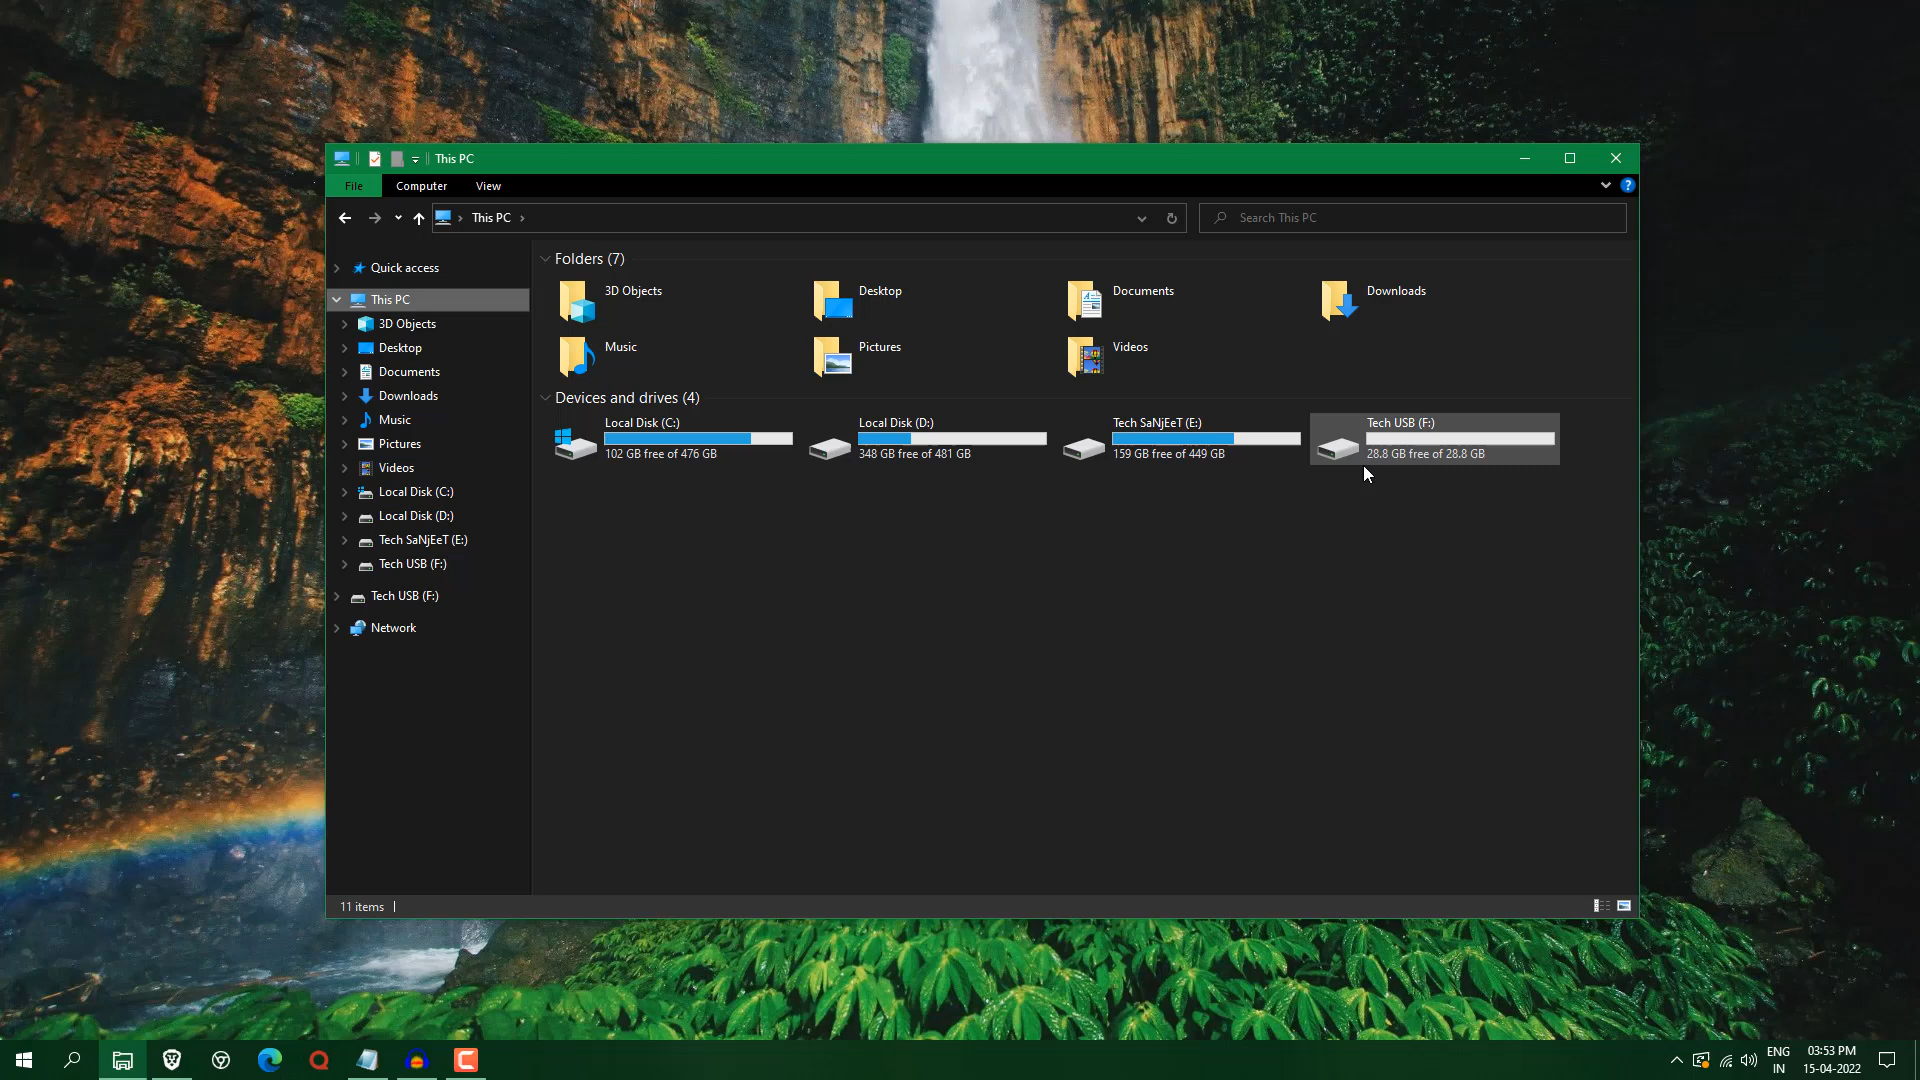 This PC
File Computer View
This PC
Search This PC
Quick access
This PC
3D Objects
Desktop
Documents
Downloads
Music
Pictures
Videos
Local Disk (C:)
Local Disk (D:)
Tech SaNjEeT (E:)
Tech USB (F:)
Tech USB (F:)
Network
Folders (7)
3D Objects
Desktop
Documents
Downloads
Music
Pictures
Videos
Devices and drives (4)
Local Disk (C:)
102 GB free of 476 GB
Local Disk (D:)
348 GB free of 481 GB
Tech SaNjEeT (E:)
159 GB free of 449 GB
Tech USB (F:)
28.8 GB free of 28.8 GB
11 items
ENG
IN
03:53 PM
15-04-2022